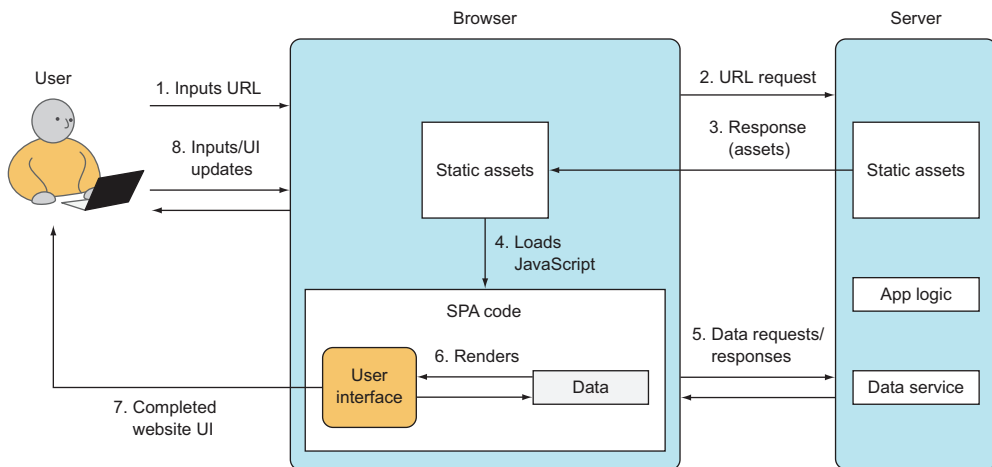 Browser
Server
User
1. Inputs URL
2. URL request
3. Response
(assets)
8. Inputs/UI
updates
Static assets
Static assets
4. Loads
JavaScript
App logic
SPA code
5. Data requests/
responses
6. Renders
User
interface
Data
Data service
7. Completed
website UI